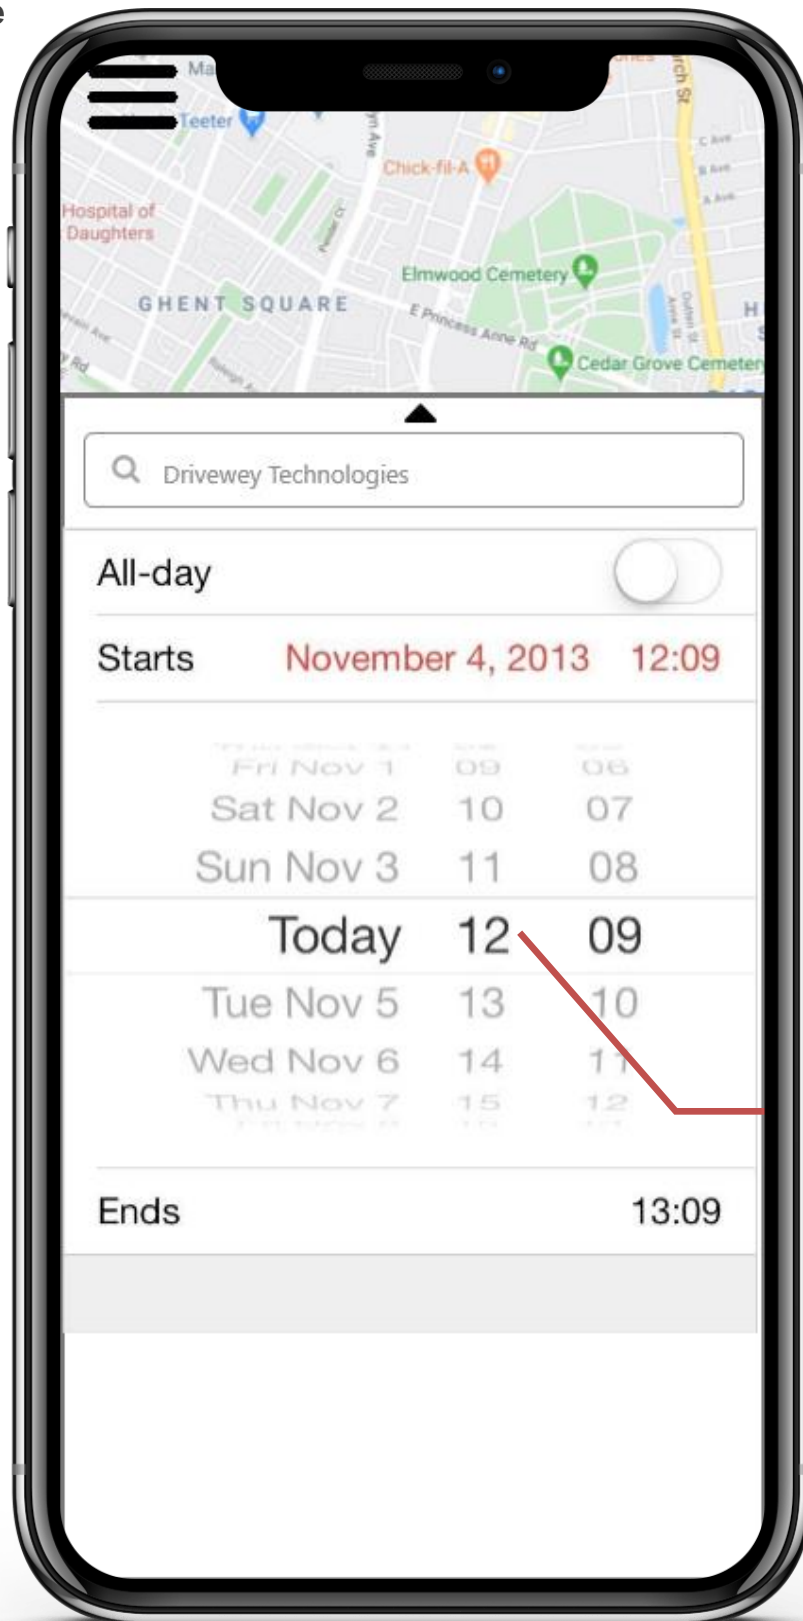 e
Teeter
Chick-fil-A
C Ave
B Ave
A Ave
Hospital of
Daughters
Elmwood Cemetery
GHENT SQUARE
E Princess Anne Rd
Cedar Grove Cemetery
Drivewey Technologies
All-day
Starts November 4, 2013 12:09
Fri Nov 1 09 06
Sat Nov 2 10 07
Sun Nov 3 11 08
Today 12 09
Tue Nov 5 13 10
Wed Nov 6 14 11
Thu Nov 7 15 12
Ends 13:09